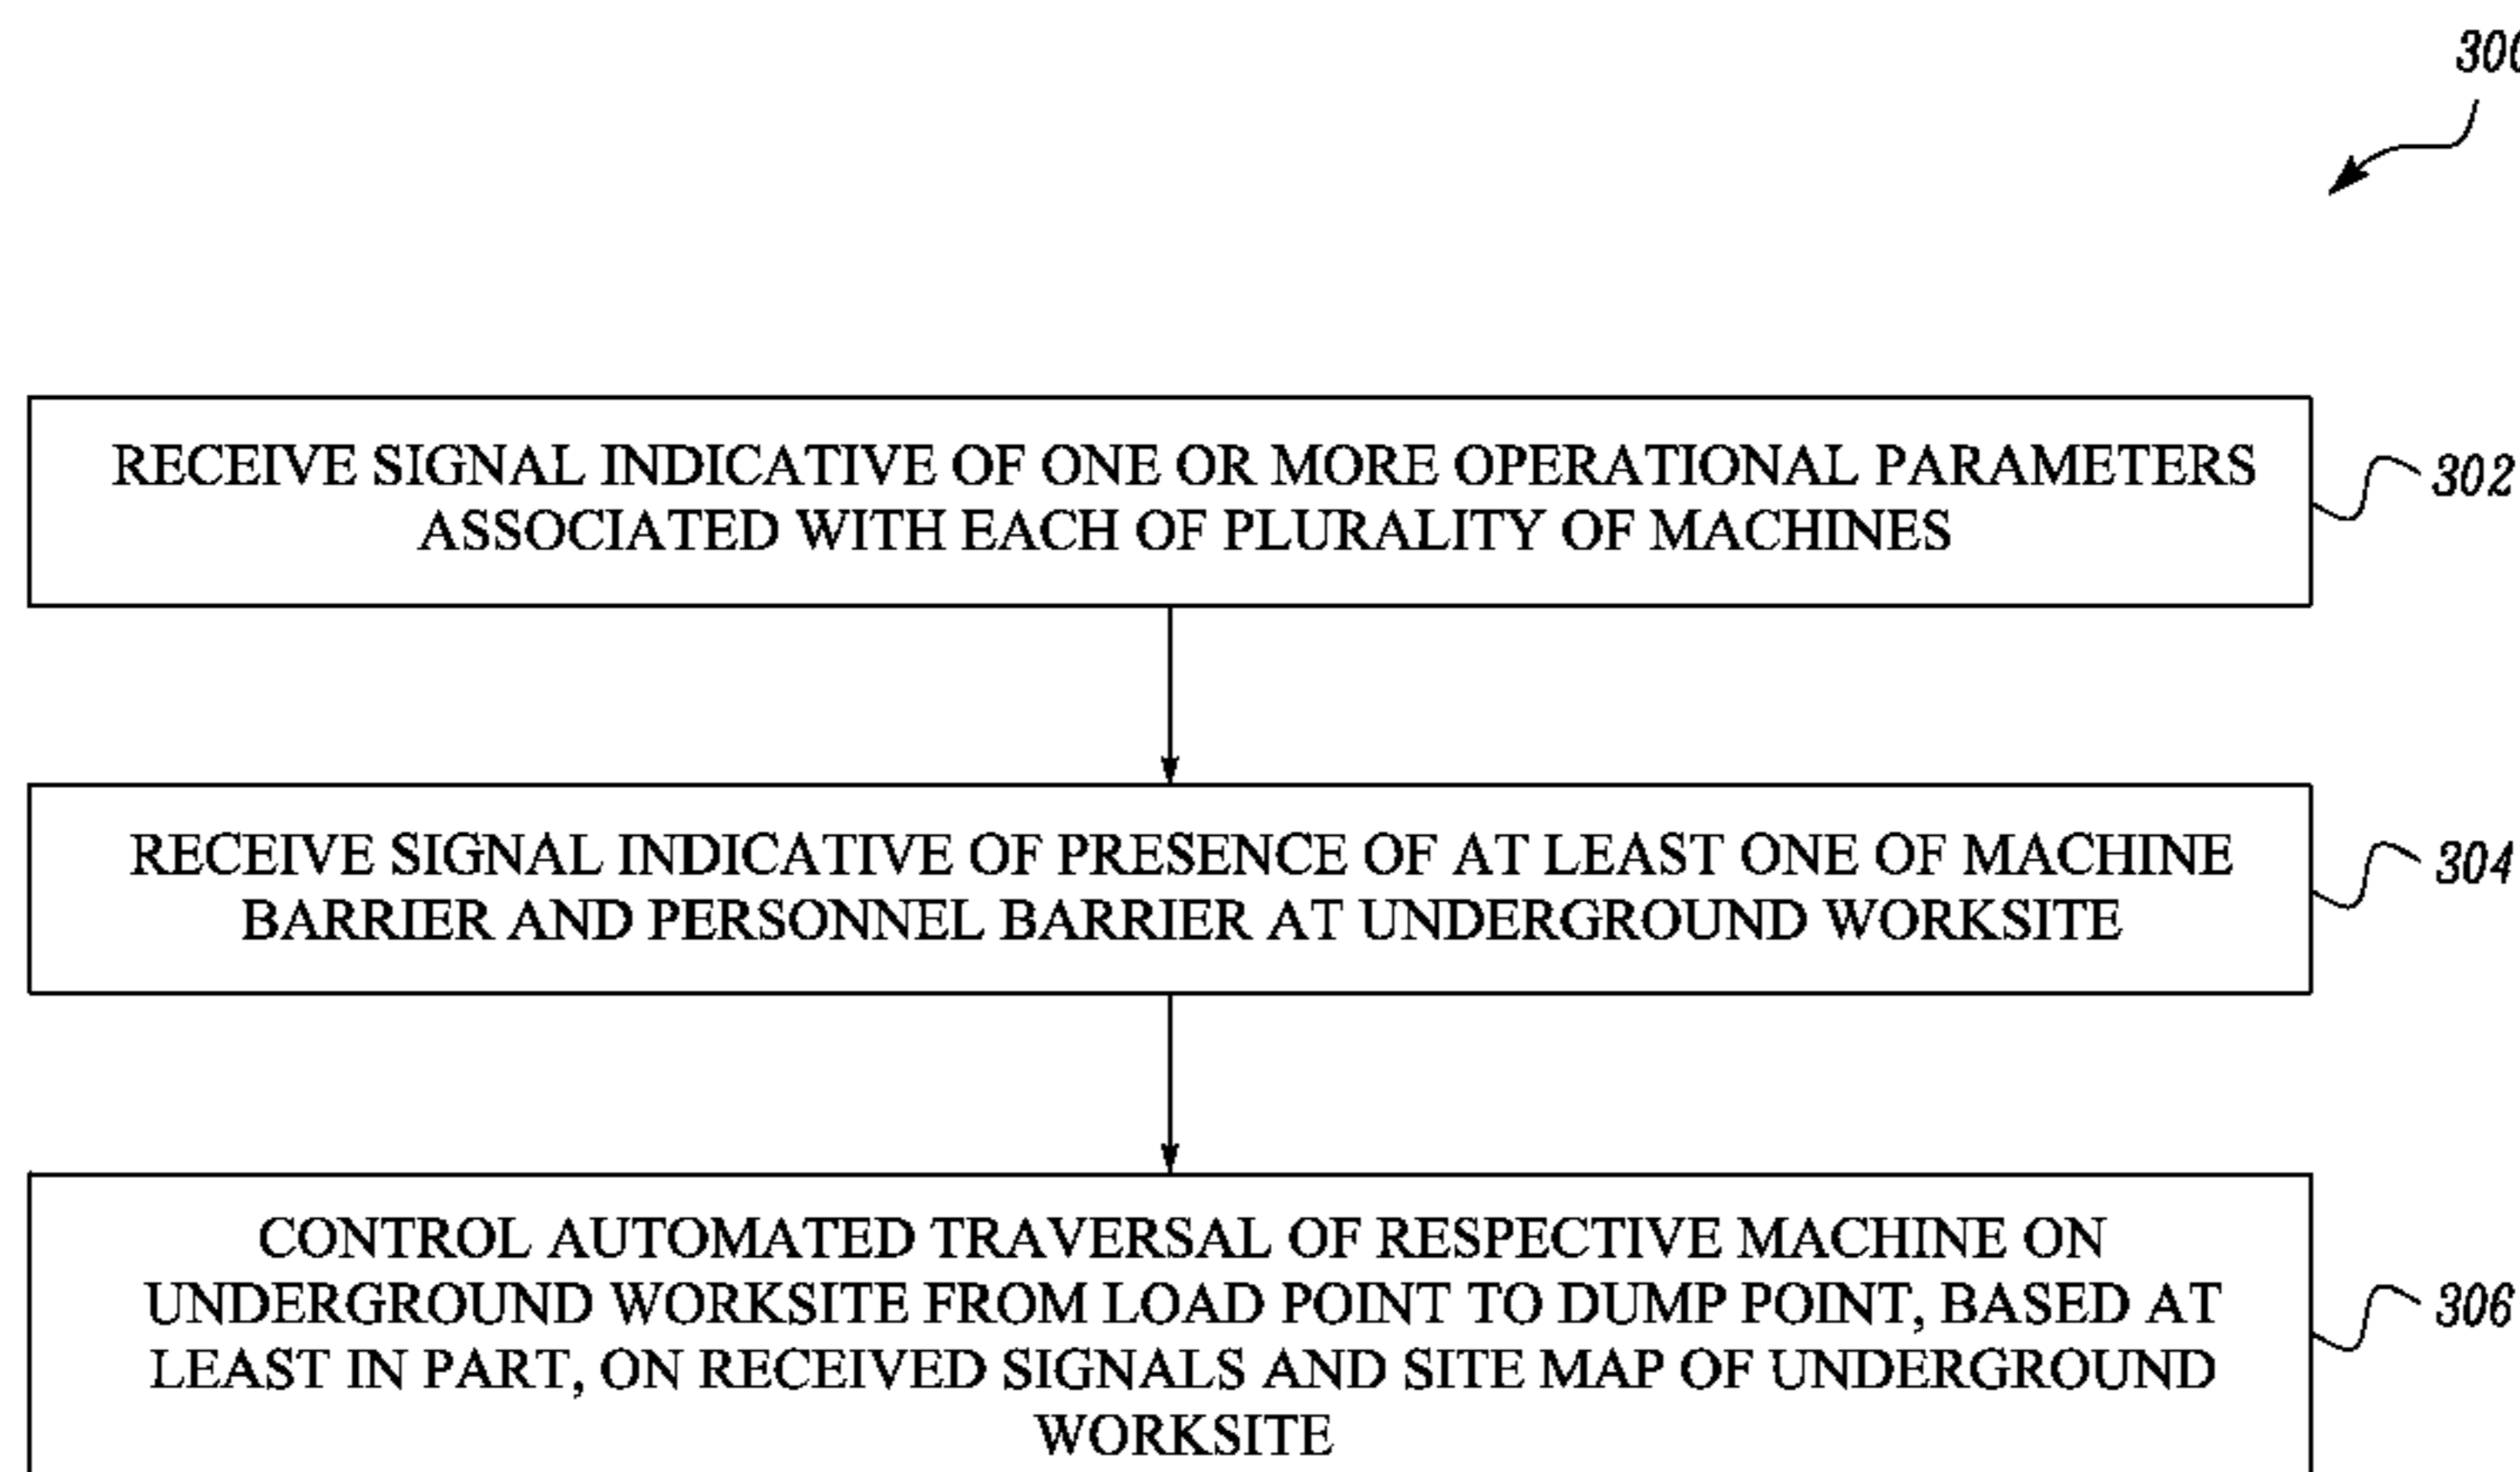 300
RECEIVE SIGNAL INDICATIVE OF ONE OR MORE OPERATIONAL PARAMETERS
ASSOCIATED WITH EACH OF PLURALITY OF MACHINES
302
RECEIVE SIGNAL INDICATIVE OF PRESENCE OF AT LEAST ONE OF MACHINE
BARRIER AND PERSONNEL BARRIER AT UNDERGROUND WORKSITE
304
CONTROL AUTOMATED TRAVERSAL OF RESPECTIVE MACHINE ON
UNDERGROUND WORKSITE FROM LOAD POINT TO DUMP POINT, BASED AT
LEAST IN PART, ON RECEIVED SIGNALS AND SITE MAP OF UNDERGROUND
WORKSITE
306